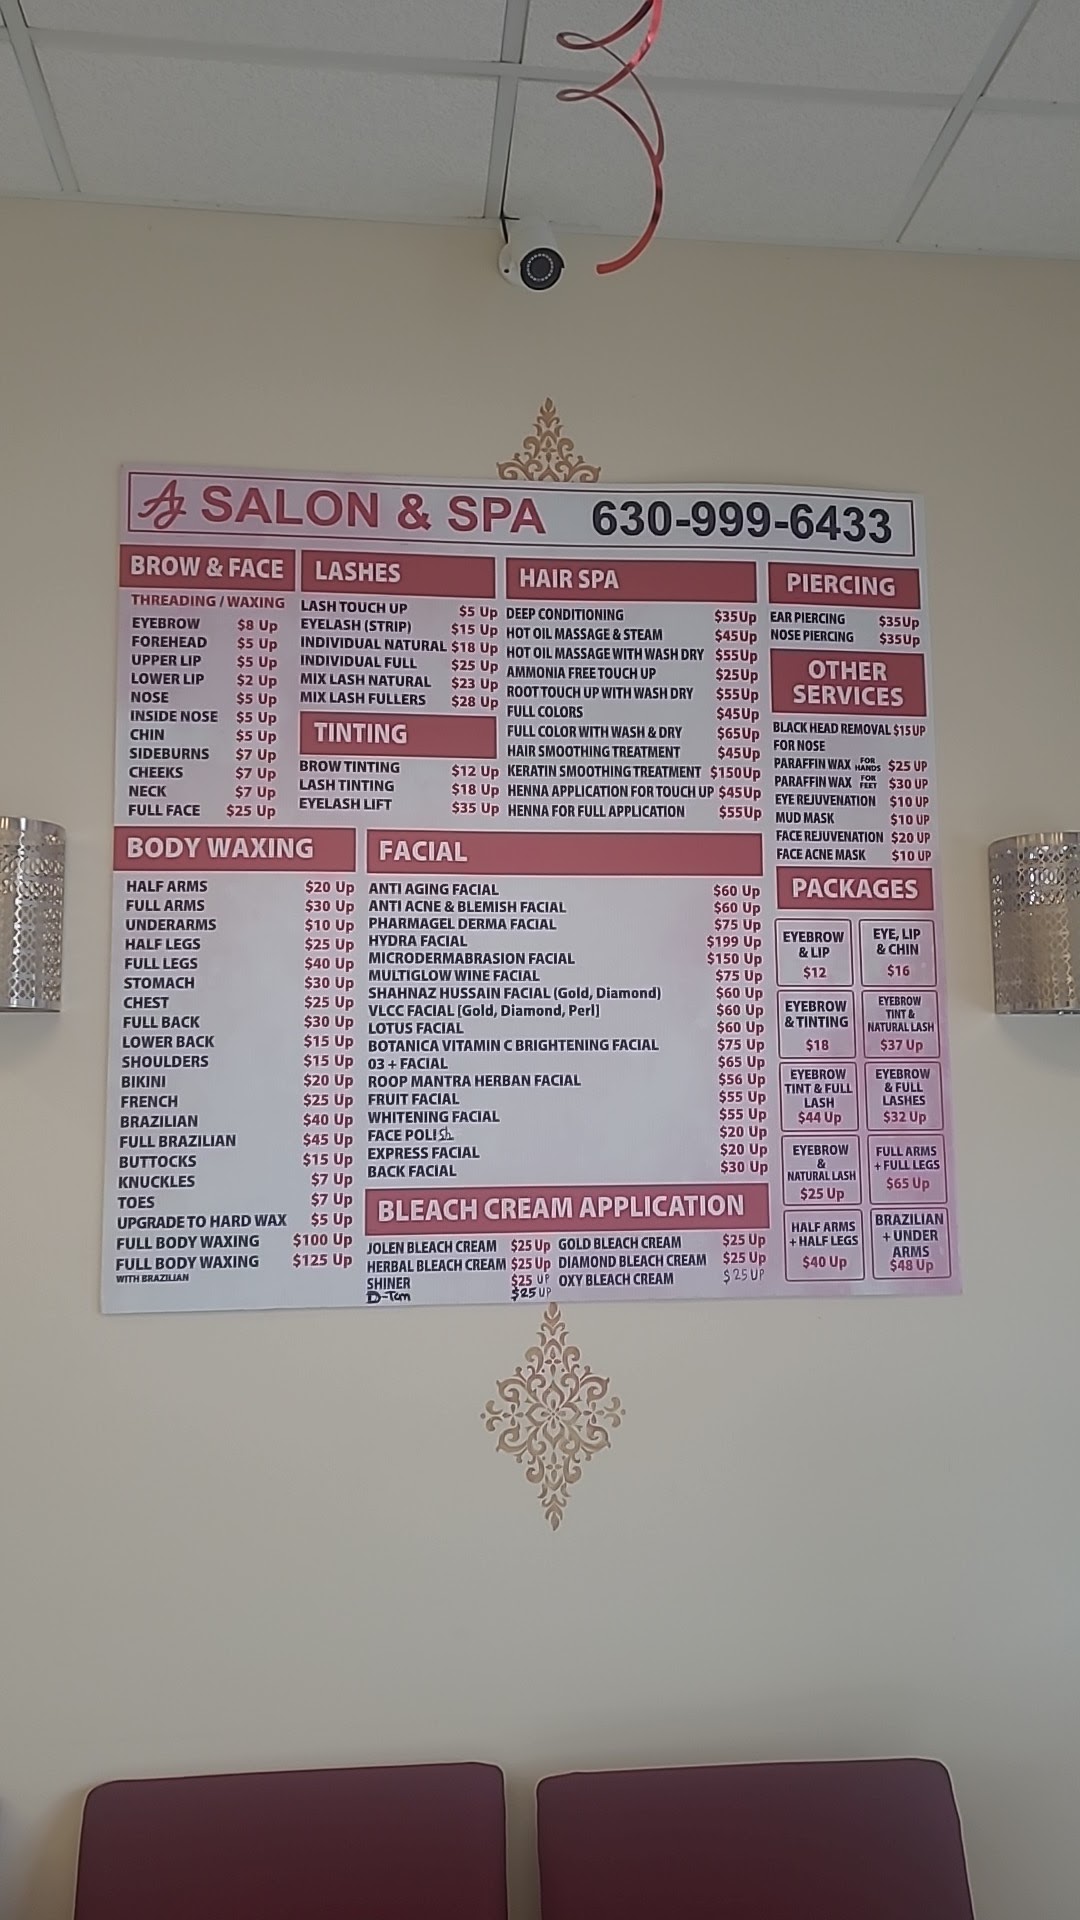 Aj SALON & SPA 630-999-6433
BROW & FACE
THREADING / WAXING
EYEBROW $8 Up
FOREHEAD $5 Up
UPPER LIP $5 Up
LOWER LIP $2 Up
NOSE $5 Up
INSIDE NOSE $5 Up
CHIN $5 Up
SIDEBURNS $7 Up
CHEEKS $7 Up
NECK $7 Up
FULL FACE $25 Up
LASHES
LASH TOUCH UP $5 Up
EYELASH (STRIP) $15 Up
INDIVIDUAL NATURAL $18 Up
INDIVIDUAL FULL $25 Up
MIX LASH NATURAL $23 Up
MIX LASH FULLERS $28 Up
TINTING
BROW TINTING $12 Up
LASH TINTING $18 Up
EYELASH LIFT $35 Up
HAIR SPA
DEEP CONDITIONING $35Up
HOT OIL MASSAGE & STEAM $45Up
HOT OIL MASSAGE WITH WASH DRY $55Up
AMMONIA FREE TOUCH UP $25Up
ROOT TOUCH UP WITH WASH DRY $55Up
FULL COLORS $45Up
FULL COLOR WITH WASH & DRY $65Up
HAIR SMOOTHING TREATMENT $45Up
KERATIN SMOOTHING TREATMENT $150Up
HENNA APPLICATION FOR TOUCH UP $45Up
HENNA FOR FULL APPLICATION $55Up
PIERCING
EAR PIERCING $35Up
NOSE PIERCING $35Up
OTHER
SERVICES
BLACK HEAD REMOVAL $15UP
FOR NOSE
PARAFFIN WAX FOR HANDS $25 UP
PARAFFIN WAX FOR FEET $30 UP
EYE REJUVENATION $10 UP
MUD MASK $10 UP
FACE REJUVENATION $20 UP
FACE ACNE MASK $10 UP
BODY WAXING
HALF ARMS $20 Up
FULL ARMS $30 Up
UNDERARMS $10 Up
HALF LEGS $25 Up
FULL LEGS $40 Up
STOMACH $30 Up
CHEST $25 Up
FULL BACK $30 Up
LOWER BACK $15 Up
SHOULDERS $15 Up
BIKINI $20 Up
FRENCH $25 Up
BRAZILIAN $40 Up
FULL BRAZILIAN $45 Up
BUTTOCKS $15 Up
KNUCKLES $7 Up
TOES $7 Up
UPGRADE TO HARD WAX $5 Up
FULL BODY WAXING $100 Up
FULL BODY WAXING $125 Up
WITH BRAZILIAN
FACIAL
ANTI AGING FACIAL $60 Up
ANTI ACNE & BLEMISH FACIAL $60 Up
PHARMAGEL DERMA FACIAL $75 Up
HYDRA FACIAL $199 Up
MICRODERMABRASION FACIAL $150 Up
MULTIGLOW WINE FACIAL $75 Up
SHAHNAZ HUSSAIN FACIAL (Gold, Diamond) $60 Up
VLCC FACIAL [Gold, Diamond, Perl] $60 Up
LOTUS FACIAL $60 Up
BOTANICA VITAMIN C BRIGHTENING FACIAL $75 Up
03 + FACIAL $65 Up
ROOP MANTRA HERBAN FACIAL $56 Up
FRUIT FACIAL $55 Up
WHITENING FACIAL $55 Up
FACE POLISh $20 Up
EXPRESS FACIAL $20 Up
BACK FACIAL $30 Up
BLEACH CREAM APPLICATION
JOLEN BLEACH CREAM $25 Up GOLD BLEACH CREAM $25 Up
HERBAL BLEACH CREAM $25 Up DIAMOND BLEACH CREAM $25 Up
SHINER $25 UP OXY BLEACH CREAM $25 UP
D-Tan $25 UP
PACKAGES
EYEBROW
& LIP
$12
EYE, LIP
& CHIN
$16
EYEBROW
& TINTING
$18
EYEBROW
TINT &
NATURAL LASH
$37 Up
EYEBROW
TINT & FULL
LASH
$44 Up
EYEBROW
& FULL
LASHES
$32 Up
EYEBROW
&
NATURAL LASH
$25 Up
FULL ARMS
+ FULL LEGS
$65 Up
HALF ARMS
+ HALF LEGS
$40 Up
BRAZILIAN
+ UNDER
ARMS
$48 Up